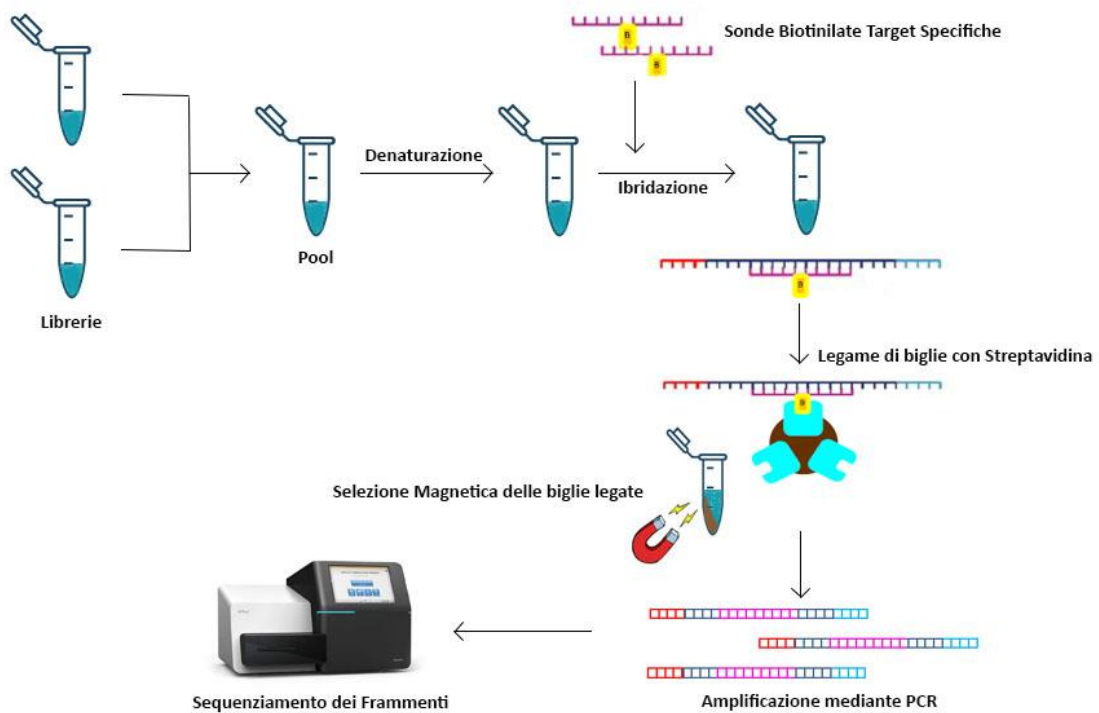 Sonde Biotinilate Target Specifiche
Denaturazione
Ibridazione
Pool
Librerie
Legame di biglie con Streptavidina
Selezione Magnetica delle biglie legate
Sequenziamento dei Frammenti
Amplificazione mediante PCR